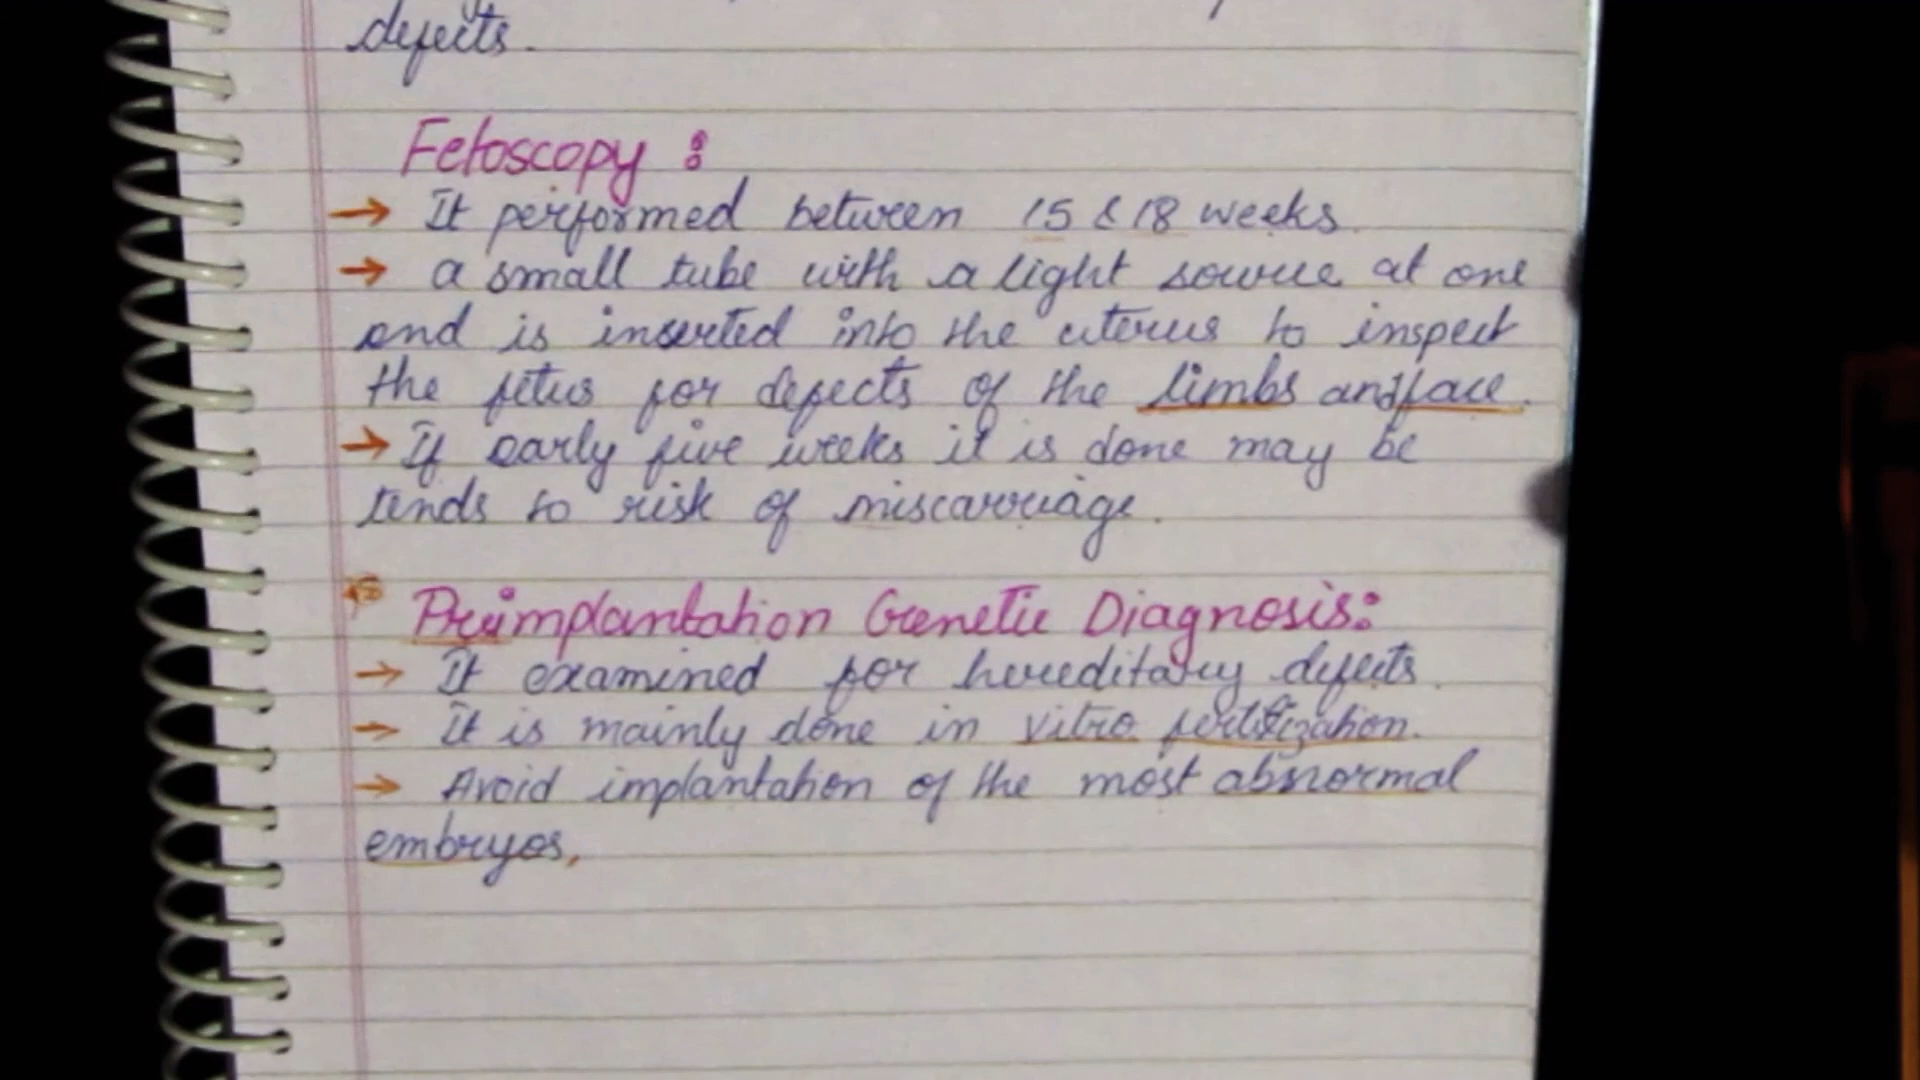 defects.
Fetoscopy :
→ It performed between 15 & 18 weeks.
→ a small tube with a light source at one
end is inserted into the uterus to inspect
the fetus for defects of the limbs and face.
→ If early five weeks it is done may be
tends to risk of miscarriage.
Preimplantation Genetic Diagnosis:
→ It examined for hereditary defects.
→ It is mainly done in vitro fertilization.
→ Avoid implantation of the most abnormal
embryos.